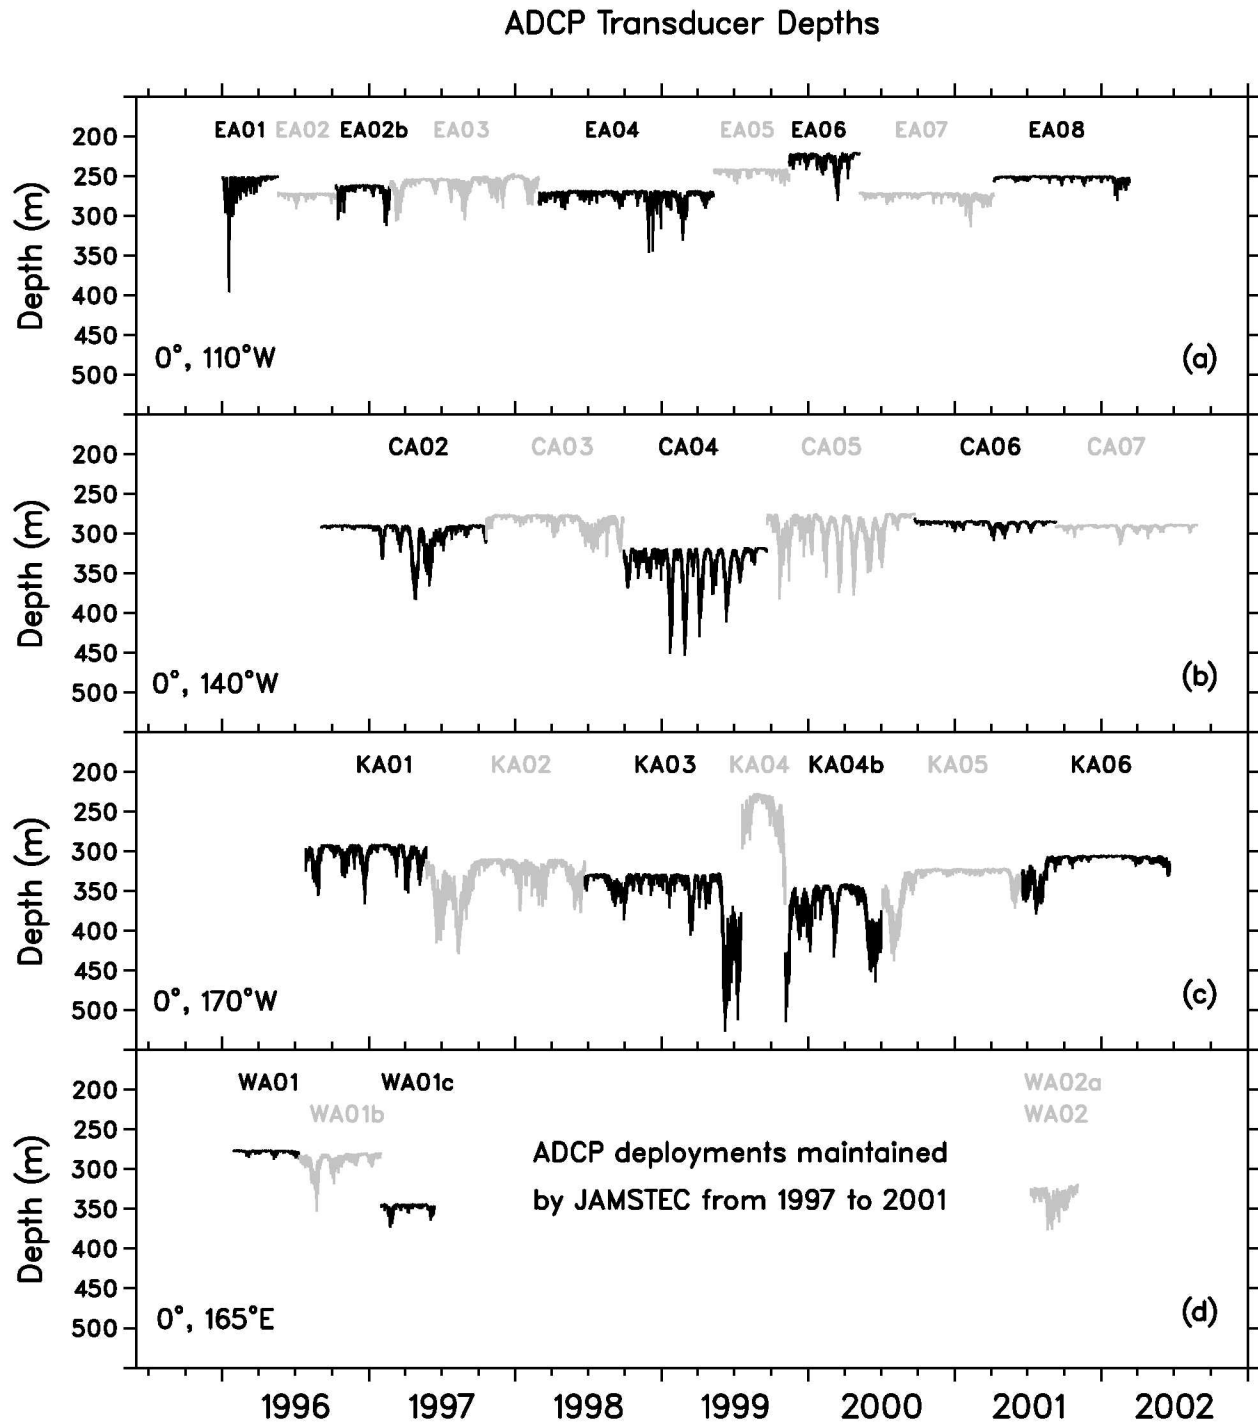 ADCP Transducer Depths
EA01 EA02 EA02b EA03 EA04 EA05 EA06 EA07 EA08
200
250
300
350
400
450
500
Depth (m)
0°, 110°W
(a)
CA02 CA03 CA04 CA05 CA06 CA07
200
250
300
350
400
450
500
Depth (m)
0°, 140°W
(b)
KA01 KA02 KA03 KA04 KA04b KA05 KA06
200
250
300
350
400
450
500
Depth (m)
0°, 170°W
(c)
WA01 WA01c WA02a
WA01b WA02
200
250
300
350
400
450
500
Depth (m)
ADCP deployments maintained
by JAMSTEC from 1997 to 2001
0°, 165°E
(d)
1996 1997 1998 1999 2000 2001 2002